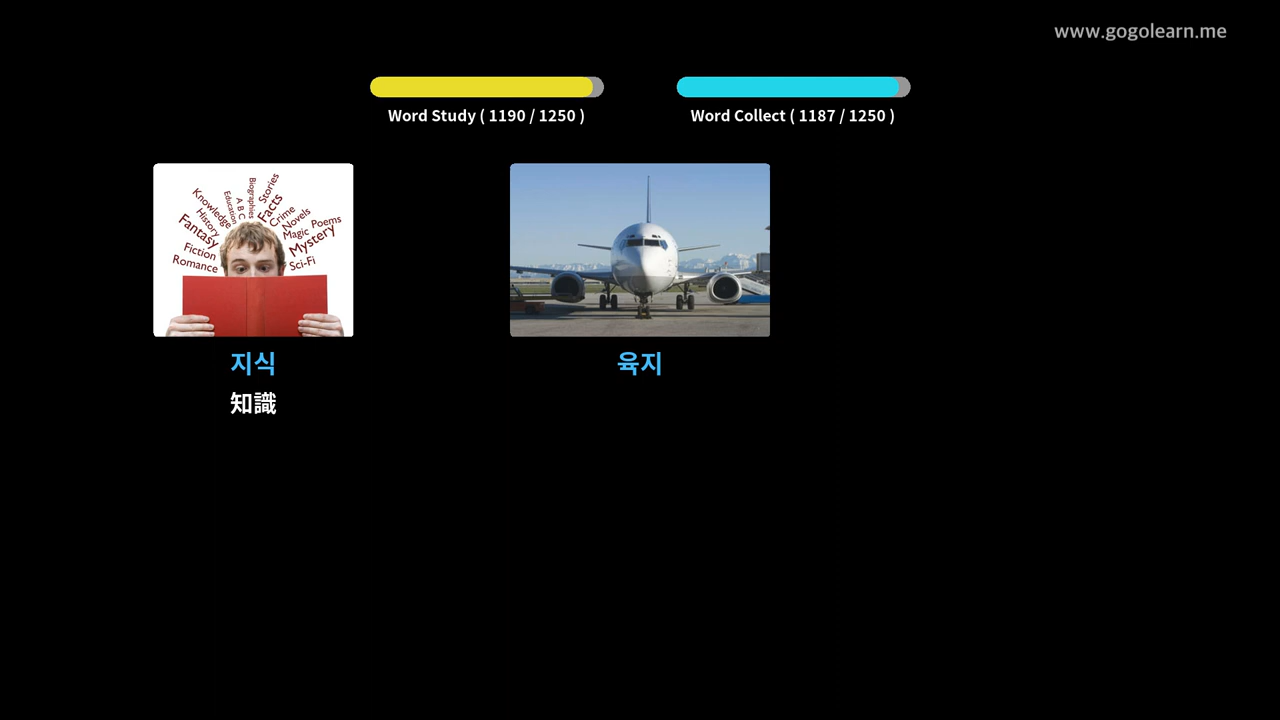 www.gogolearn.me
Word Study ( 1190 / 1250 )
Word Collect ( 1187 / 1250 )
Knowledge
History
Fantasy
Fiction
Romance
Education
A B C
Biographies
Stories
Facts
Crime
Novels
Magic
Poems
Mystery
Sci-Fi
지식
知識
육지